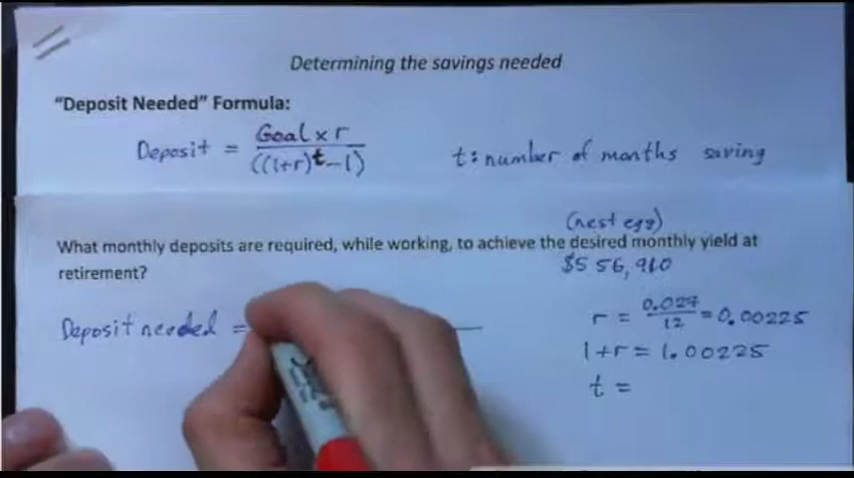 Determining the savings needed
"Deposit Needed" Formula:
Deposit = Goal x r / ((1+r)^t - 1)
t: number of months saving
(nest egg)
What monthly deposits are required, while working, to achieve the desired monthly yield at
retirement?
$556,910
Deposit needed =
r = 0.027/12 = 0.00225
1+r = 1.00225
t =